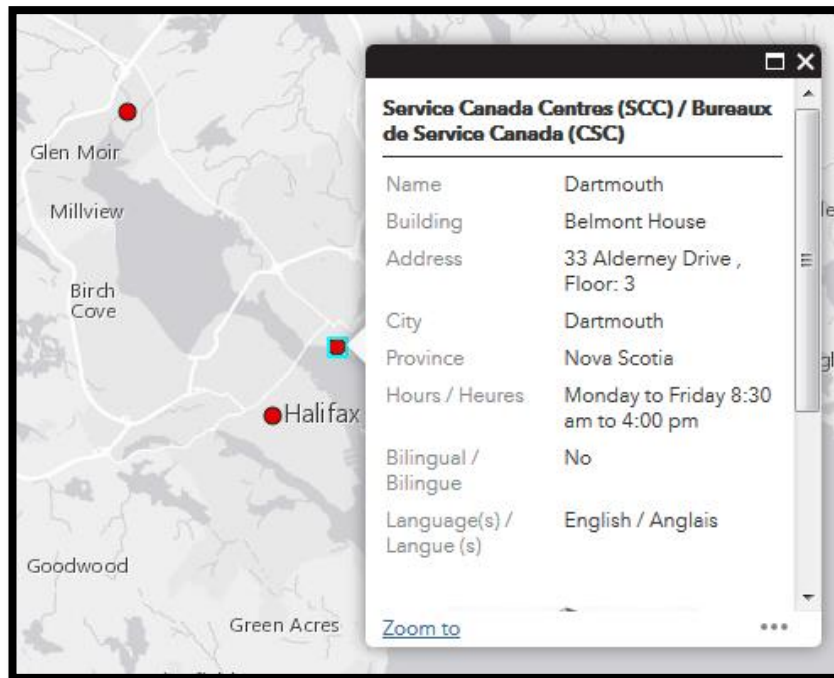 Service Canada Centres (SCC) / Bureaux
de Service Canada (CSC)
Name Dartmouth
Building Belmont House
Address 33 Alderney Drive ,
Floor: 3
City Dartmouth
Province Nova Scotia
Hours / Heures Monday to Friday 8:30
am to 4:00 pm
Bilingual / No
Bilingue
Language(s) / English / Anglais
Langue (s)
Zoom to
Glen Moir
Millview
Birch
Cove
Halifax
Goodwood
Green Acres